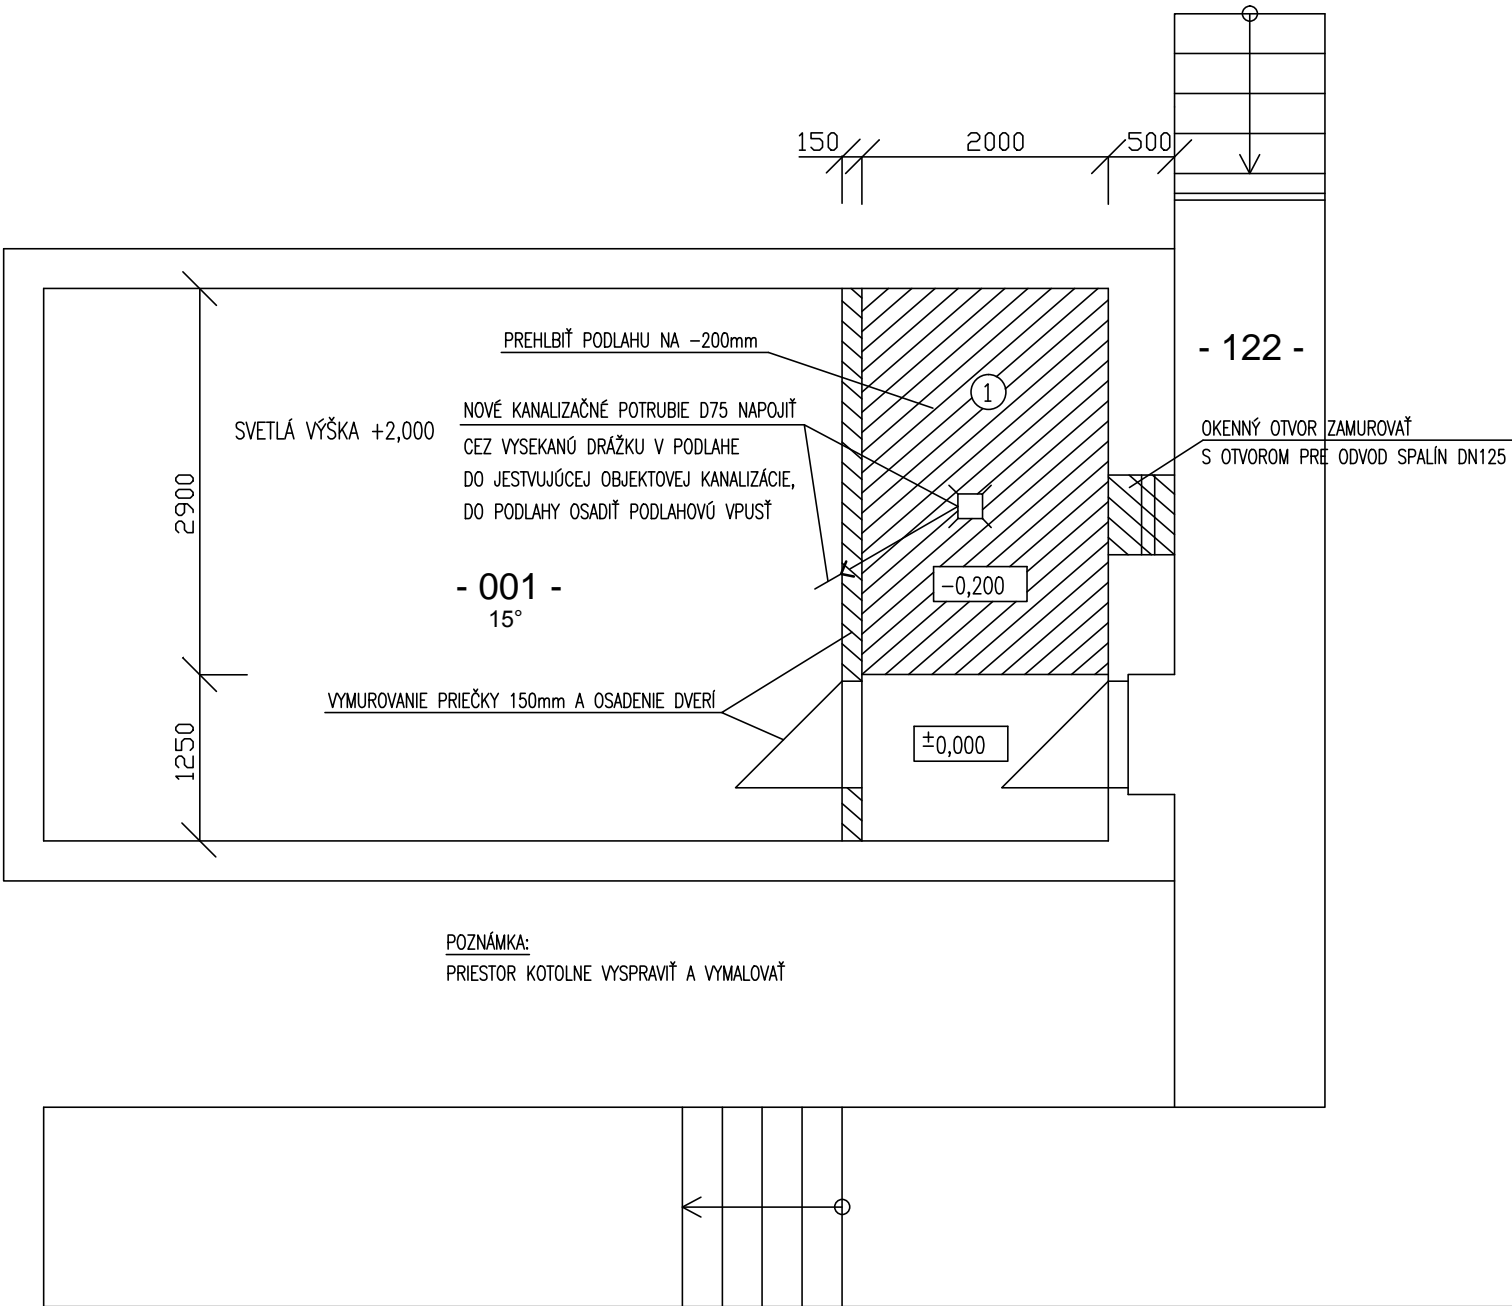 150
2000
500
PREHLBIŤ PODLAHU NA -200mm
- 122 -
1
SVETLÁ VÝŠKA +2,000
NOVÉ KANALIZAČNÉ POTRUBIE D75 NAPOJIŤ
CEZ VYSEKANÚ DRÁŽKU V PODLAHE
DO JESTVUJÚCEJ OBJEKTOVEJ KANALIZÁCIE,
DO PODLAHY OSADIŤ PODLAHOVÚ VPUSŤ
OKENNÝ OTVOR ZAMUROVAŤ
S OTVOROM PRE ODVOD SPALÍN DN125
2900
- 001 -
15°
-0,200
VYMUROVANIE PRIEČKY 150mm A OSADENIE DVERÍ
±0,000
1250
POZNÁMKA:
PRIESTOR KOTOLNE VYSPRAVIŤ A VYMALOVAŤ